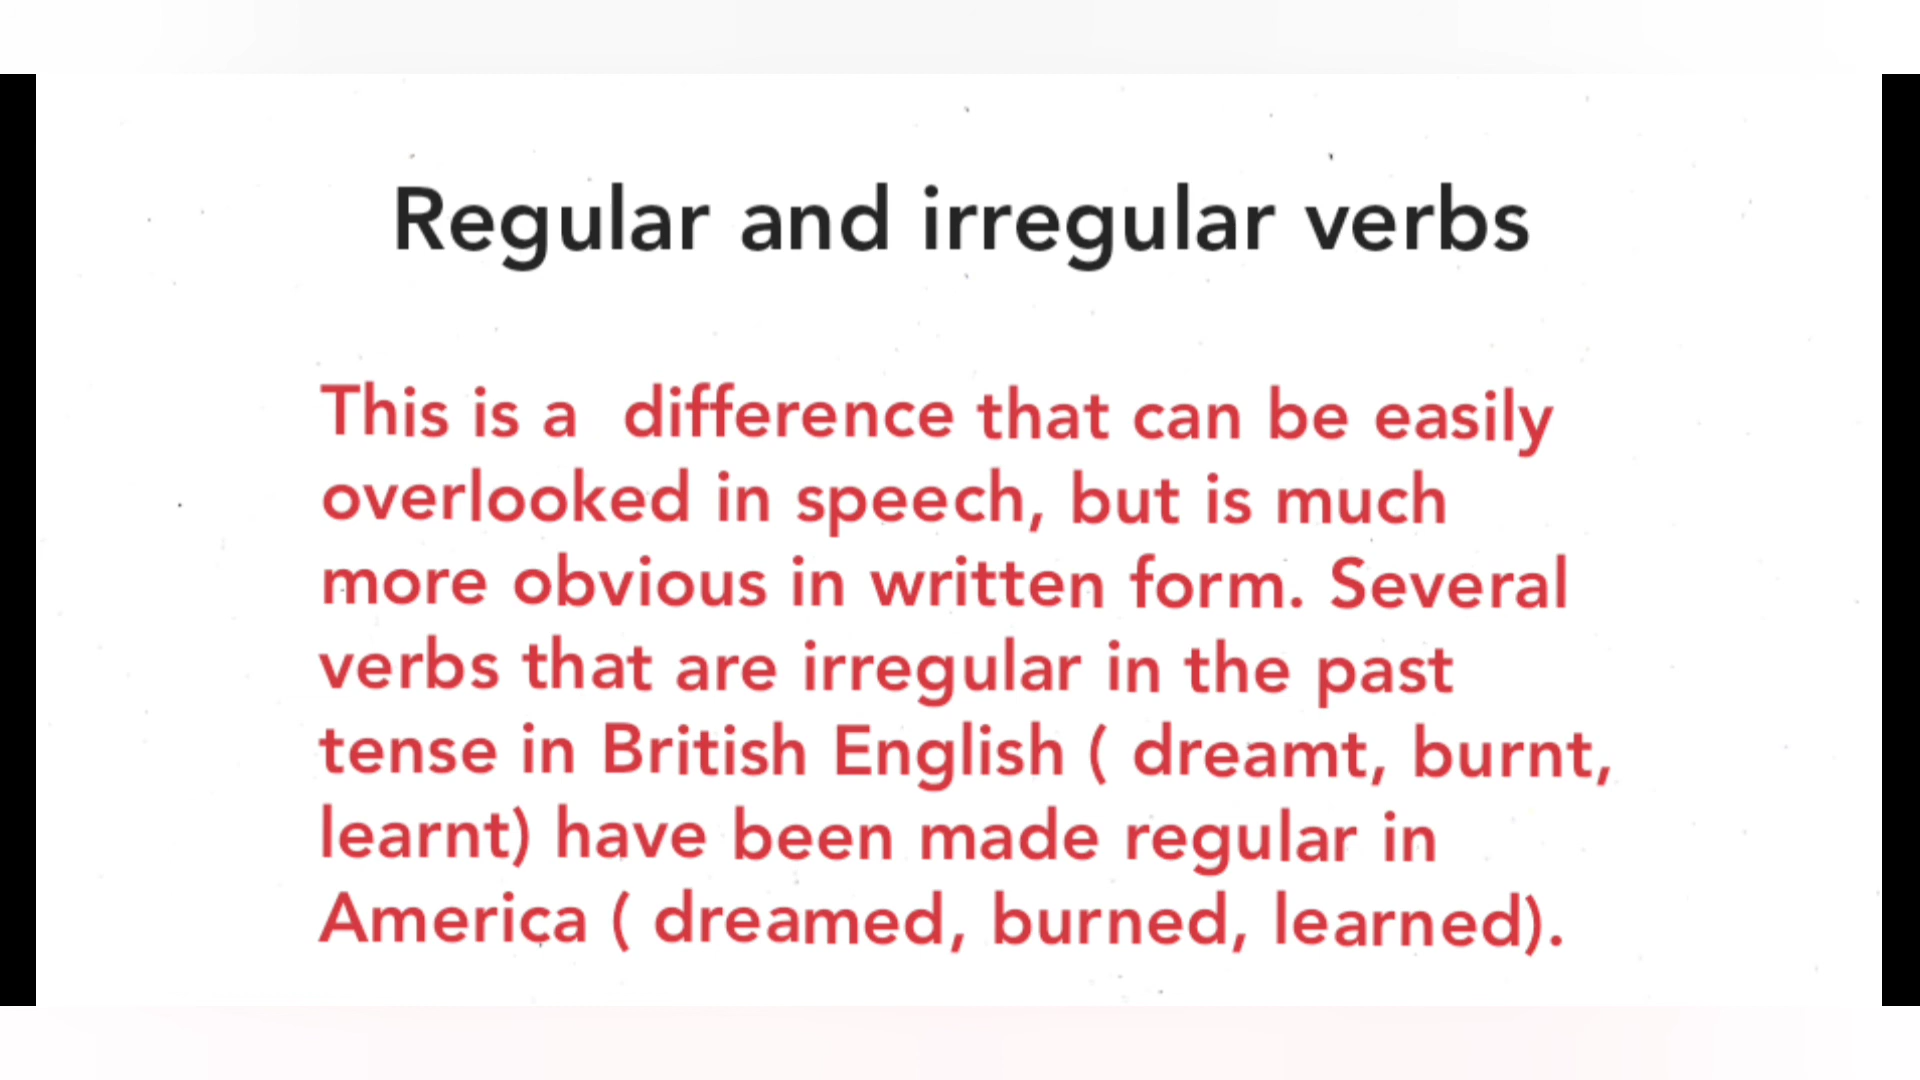 Regular and irregular verbs
This is a  difference that can be easily
overlooked in speech, but is much
more obvious in written form. Several
verbs that are irregular in the past
tense in British English ( dreamt, burnt,
learnt) have been made regular in
America ( dreamed, burned, learned).